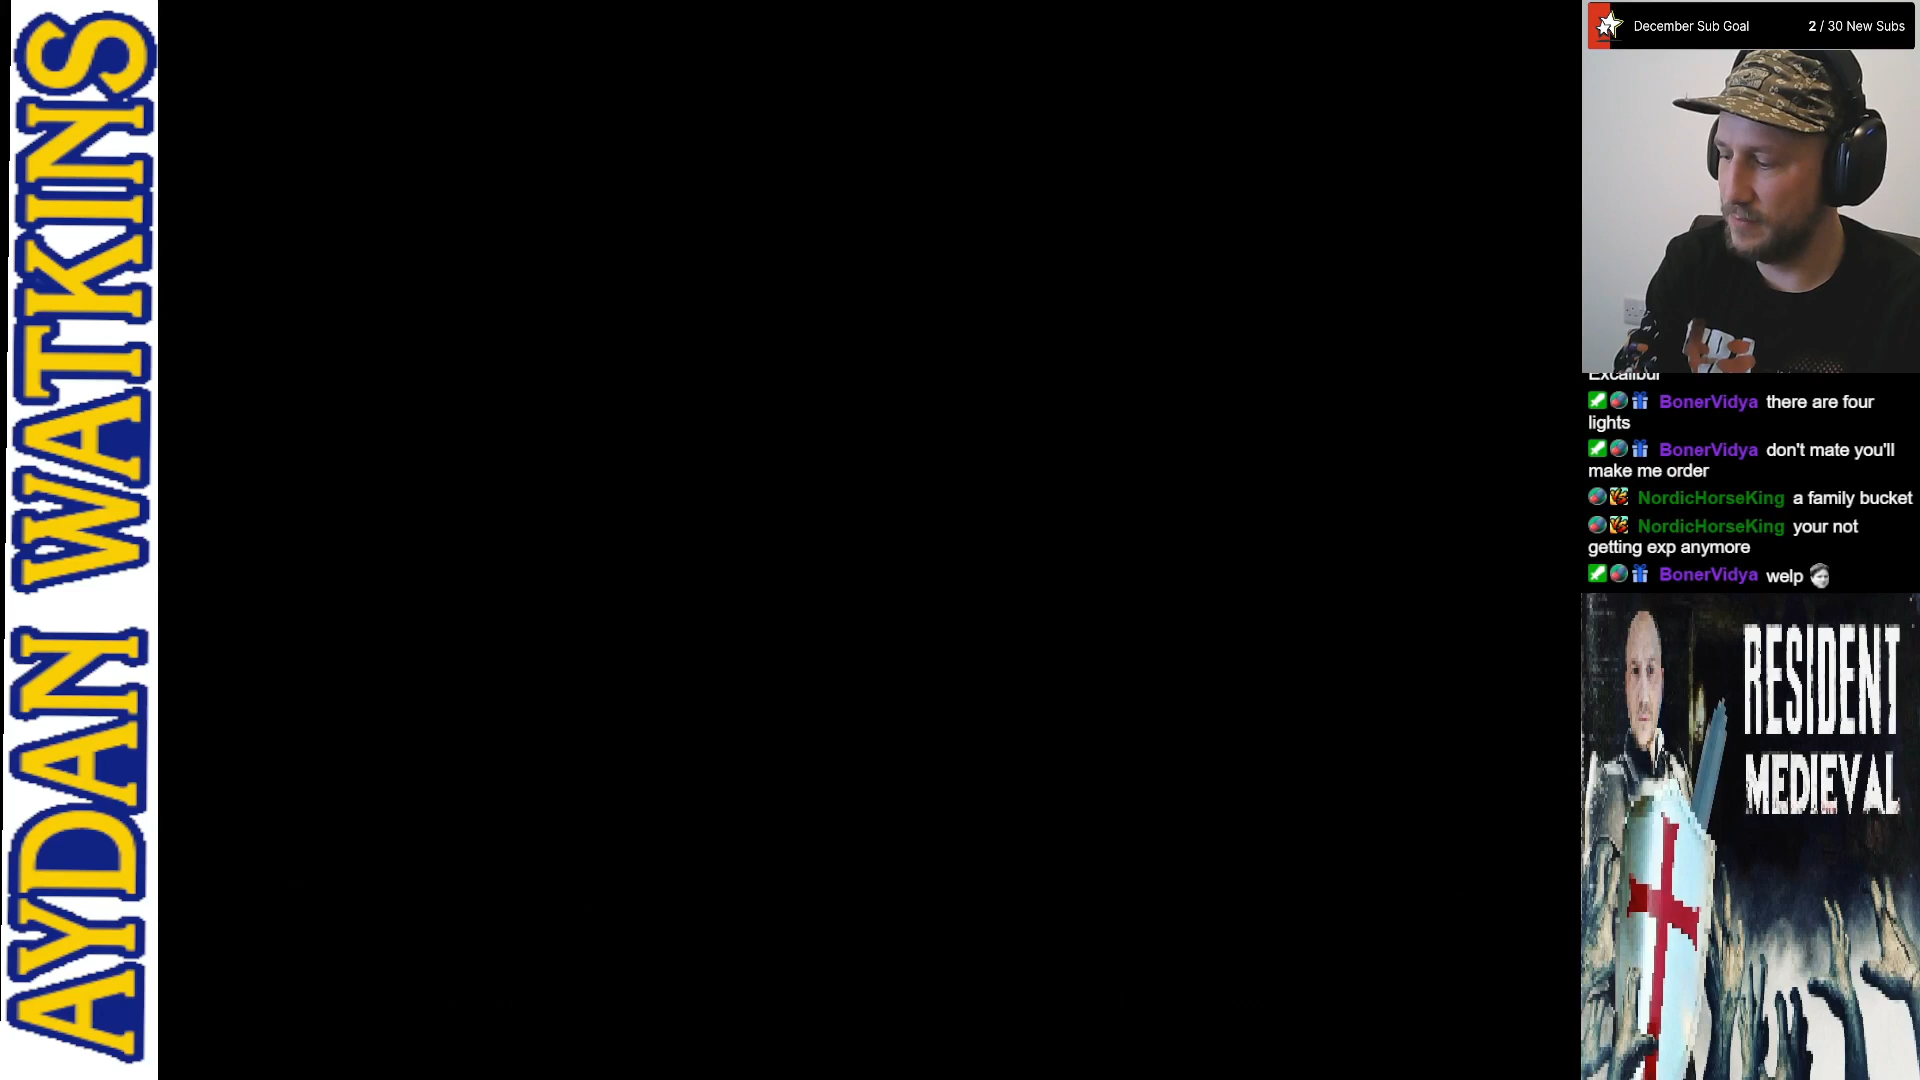 AYDAN WATKINS
December Sub Goal 2 / 30 New Subs
Excalibur
BonerVidya there are four
lights
BonerVidya don't mate you'll
make me order
NordicHorseKing a family bucket
NordicHorseKing your not
getting exp anymore
BonerVidya welp
RESIDENT
MEDIEVAL